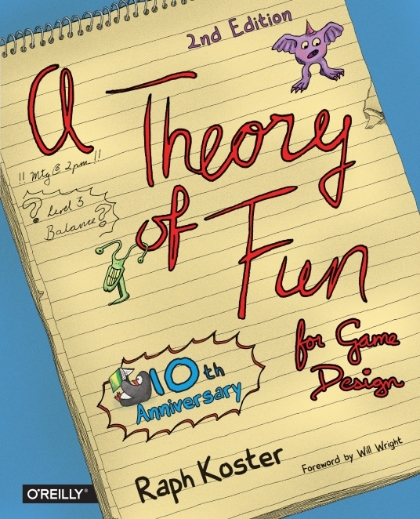 2nd Edition
A Theory
of Fun
for Game
Design
!! Mtg @ 2pm !!
? Level 3
Balance?
10th
Anniversary
Raph Koster
Foreword by Will Wright
O'REILLY®